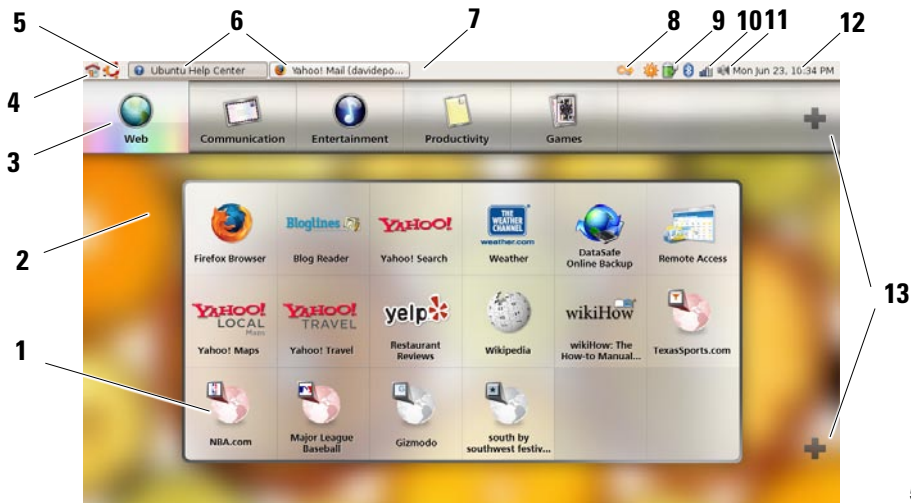 5 6 7 8 9 10 11 12
Ubuntu Help Center
Yahoo! Mail (davidepo...
Mon Jun 23, 10:34 PM
4
3
Web
Communication
Entertainment
Productivity
Games
2
Firefox Browser
Bloglines
Blog Reader
YAHOO!
Yahoo! Search
THE WEATHER CHANNEL
weather.com
Weather
DataSafe
Online Backup
Remote Access
13
1
YAHOO!
LOCAL
Maps
Yahoo! Maps
YAHOO!
TRAVEL
Yahoo! Travel
yelp
Restaurant
Reviews
Wikipedia
wikiHow
wikiHow: The
How-to Manual...
TexasSports.com
NBA.com
Major League
Baseball
Gizmodo
south by
southwest festiv...